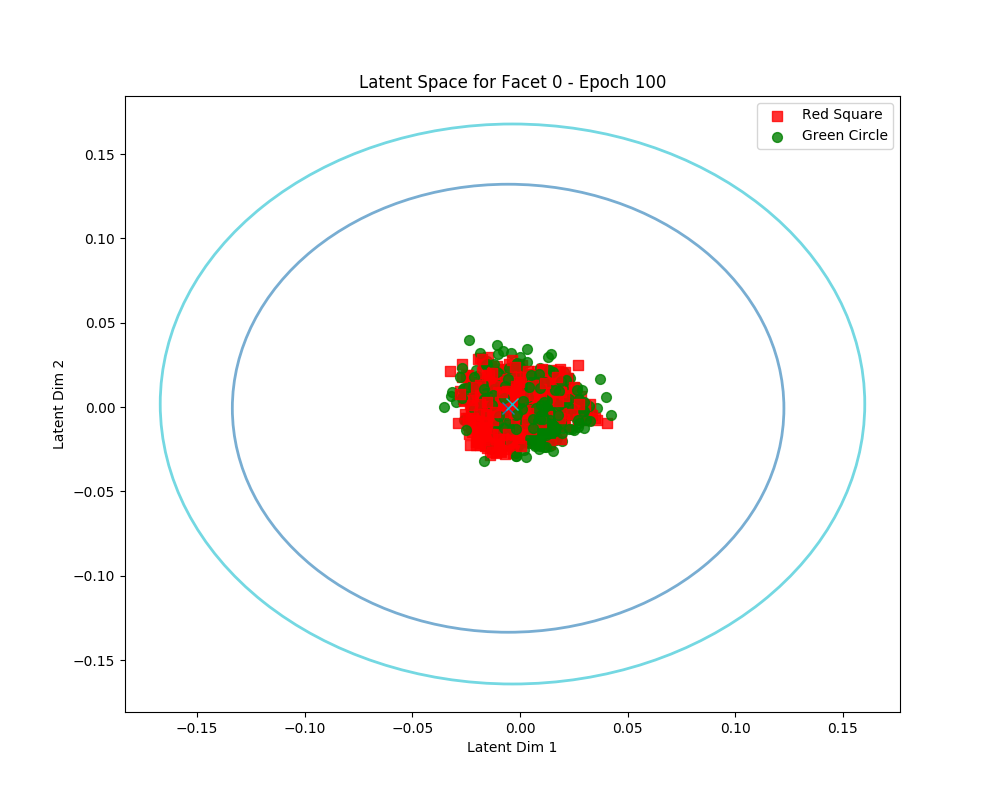 Latent Space for Facet 0 - Epoch 100
Red Square
Green Circle
0.15
0.10
0.05
0.00
−0.05
−0.10
−0.15
Latent Dim 2
−0.15 −0.10 −0.05 0.00 0.05 0.10 0.15
Latent Dim 1